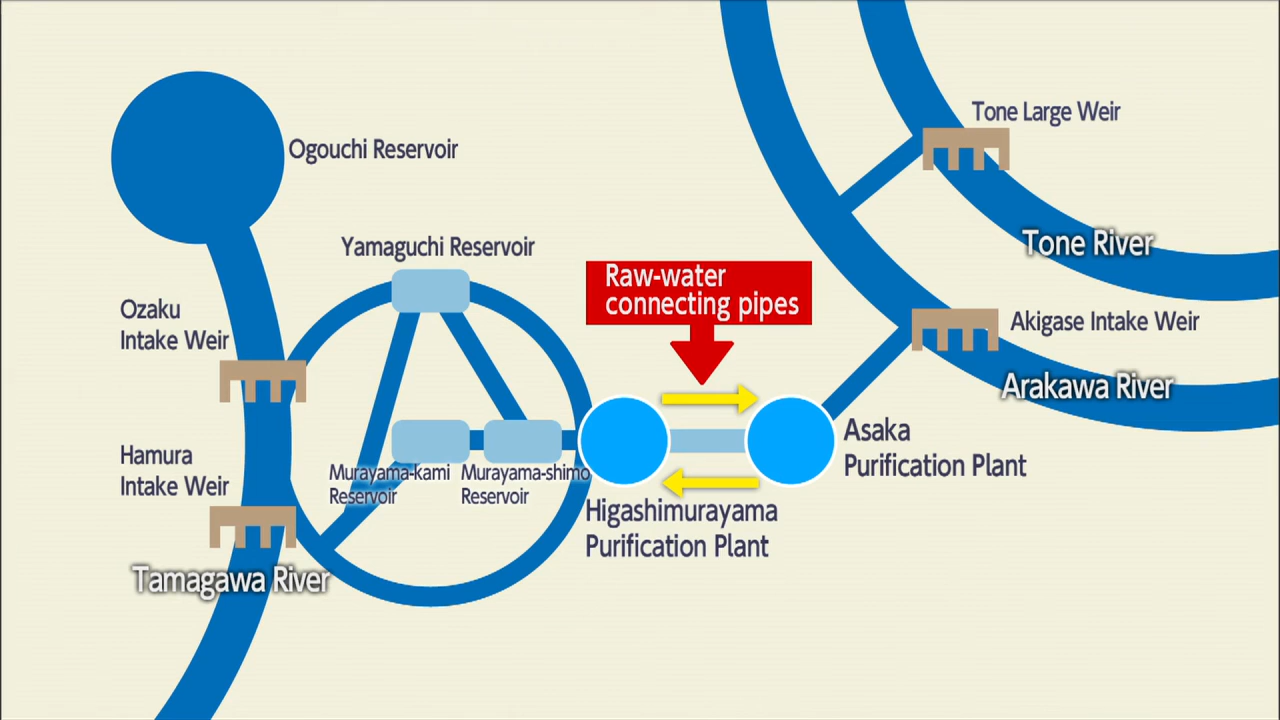 Tone Large Weir
Ogouchi Reservoir
Tone River
Yamaguchi Reservoir
Raw-water
connecting pipes
Ozaku
Intake Weir
Akigase Intake Weir
Arakawa River
Asaka
Purification Plant
Hamura
Intake Weir
Murayama-kami
Reservoir
Murayama-shimo
Reservoir
Higashimurayama
Purification Plant
Tamagawa River